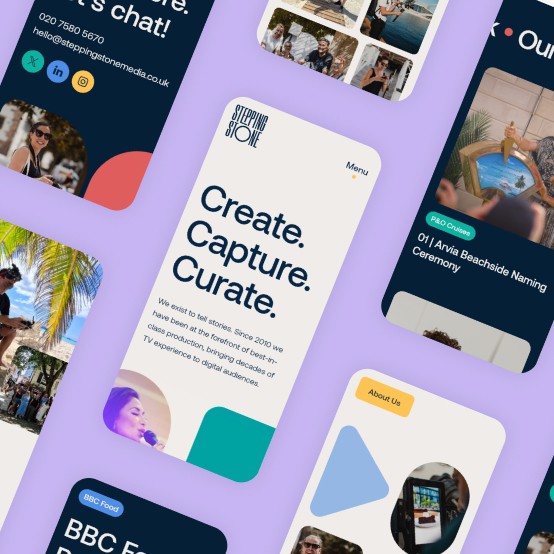 t's chat!
020 7580 5670
hello@steppingstonemedia.co.uk
in
STEPPING
STONE
Menu
Create.
Capture.
Curate.
We exist to tell stories. Since 2010 we
have been at the forefront of best-in-
class production, bringing decades of
TV experience to digital audiences.
Our
P&O Cruises
01 | Arvia Beachside Naming
Ceremony
About Us
BBC Food
BBC Fo